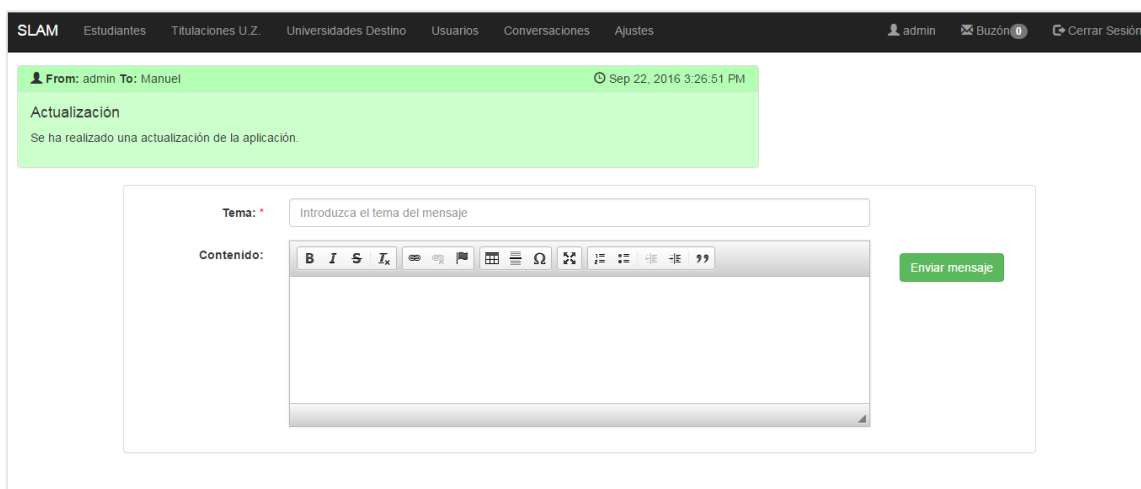 SLAM Estudiantes Titulaciones U.Z. Universidades Destino Usuarios Conversaciones Ajustes admin Buzón 0 Cerrar Sesión
From: admin To: Manuel Sep 22, 2016 3:26:51 PM
Actualización
Se ha realizado una actualización de la aplicación.
Tema: * Introduzca el tema del mensaje
Contenido:
B I S Ix Ω
Enviar mensaje